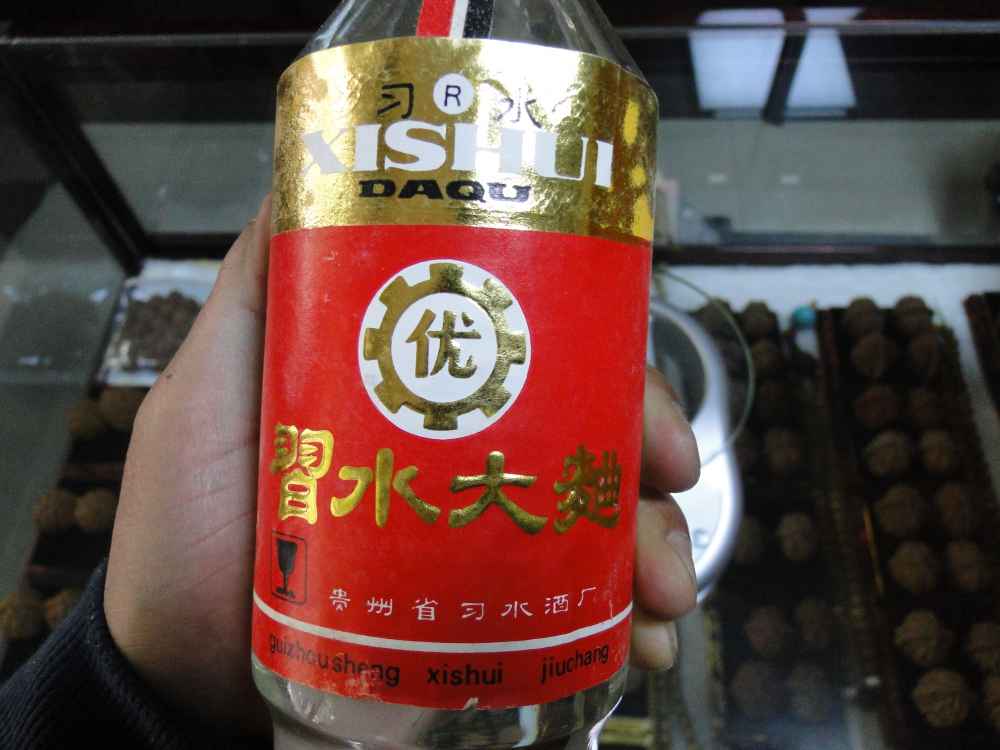 习 R 水
XISHUI
DAQU
优
習水大麯
贵州省习水酒厂
guizhousheng xishui jiuchang